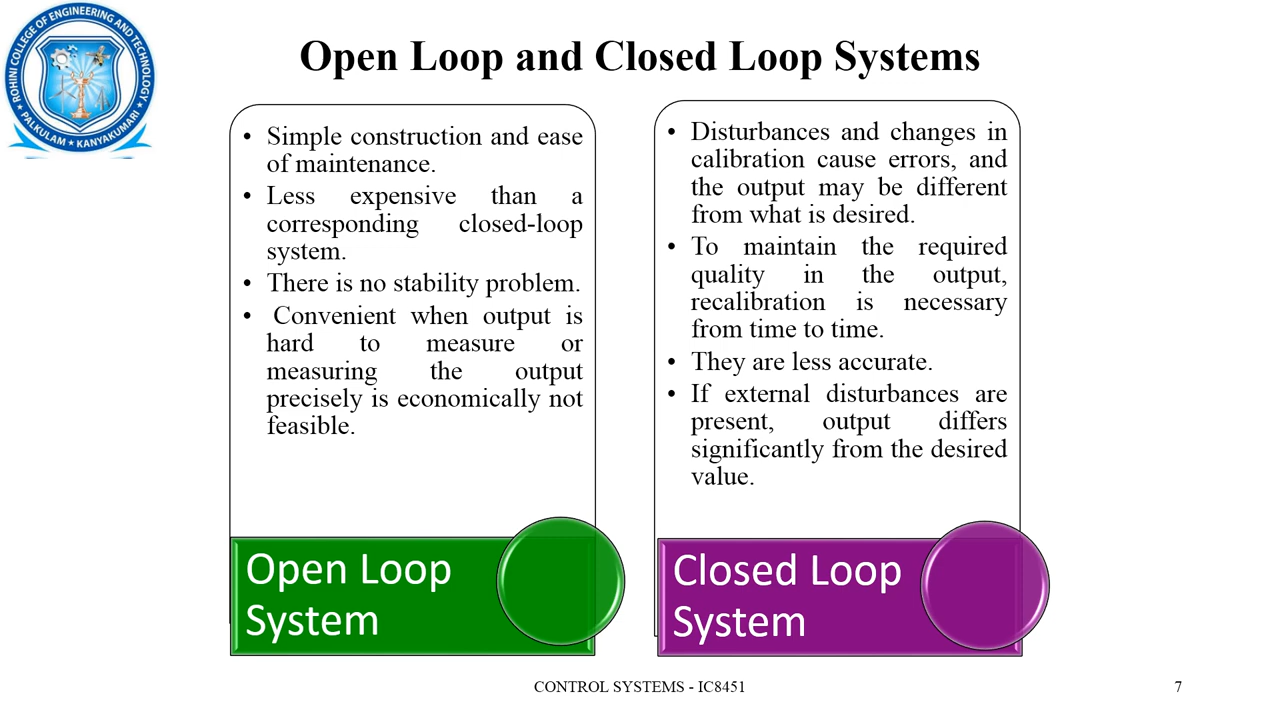 ROHINI COLLEGE OF ENGINEERING AND TECHNOLOGY
PALKULAM ★ KANYAKUMARI
Open Loop and Closed Loop Systems
• Simple construction and ease
of maintenance.
• Less expensive than a
corresponding closed-loop
system.
• There is no stability problem.
• Convenient when output is
hard to measure or
measuring the output
precisely is economically not
feasible.
Open Loop
System
• Disturbances and changes in
calibration cause errors, and
the output may be different
from what is desired.
• To maintain the required
quality in the output,
recalibration is necessary
from time to time.
• They are less accurate.
• If external disturbances are
present, output differs
significantly from the desired
value.
Closed Loop
System
CONTROL SYSTEMS - IC8451
7